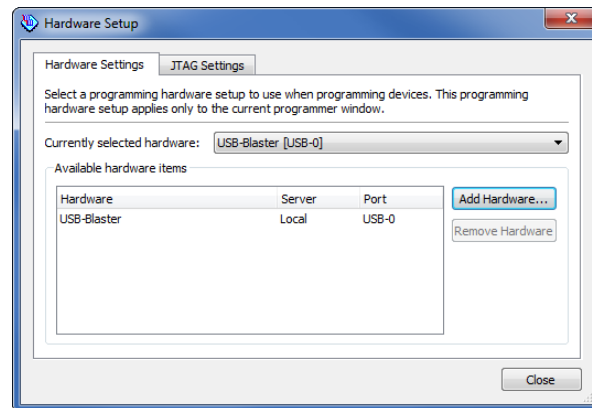 Hardware Setup
Hardware Settings JTAG Settings
Select a programming hardware setup to use when programming devices. This programming
hardware setup applies only to the current programmer window.
Currently selected hardware: USB-Blaster [USB-0]
Available hardware items
Hardware Server Port
USB-Blaster Local USB-0
Add Hardware...
Remove Hardware
Close